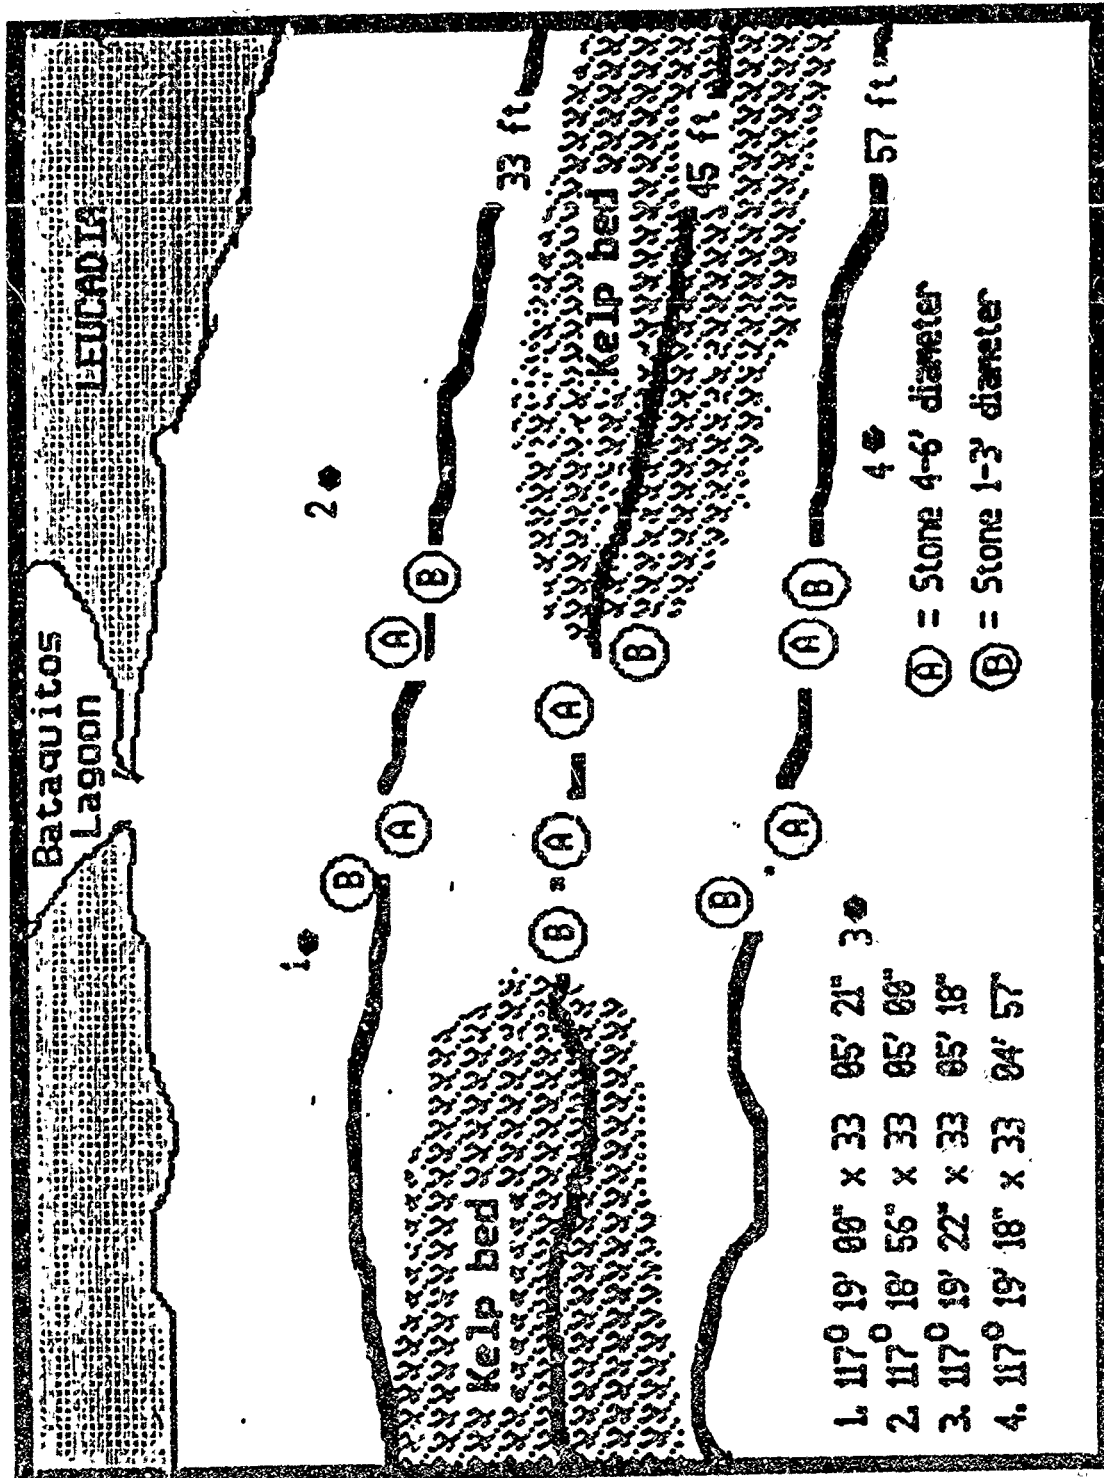 Bataquitos
Lagoon
LEUCADIA
1
2
B
A
A
B
33 ft
Kelp bed
B
A
A
B
Kelp bed
45 ft
B
A
A
B
57 ft
3
4
1. 117° 19' 00" x 33 05' 21"
2. 117° 18' 56" x 33 05' 00"
3. 117° 19' 22" x 33 05' 18"
4. 117° 19' 18" x 33 04' 57"
A = Stone 4-6' diameter
B = Stone 1-3' diameter